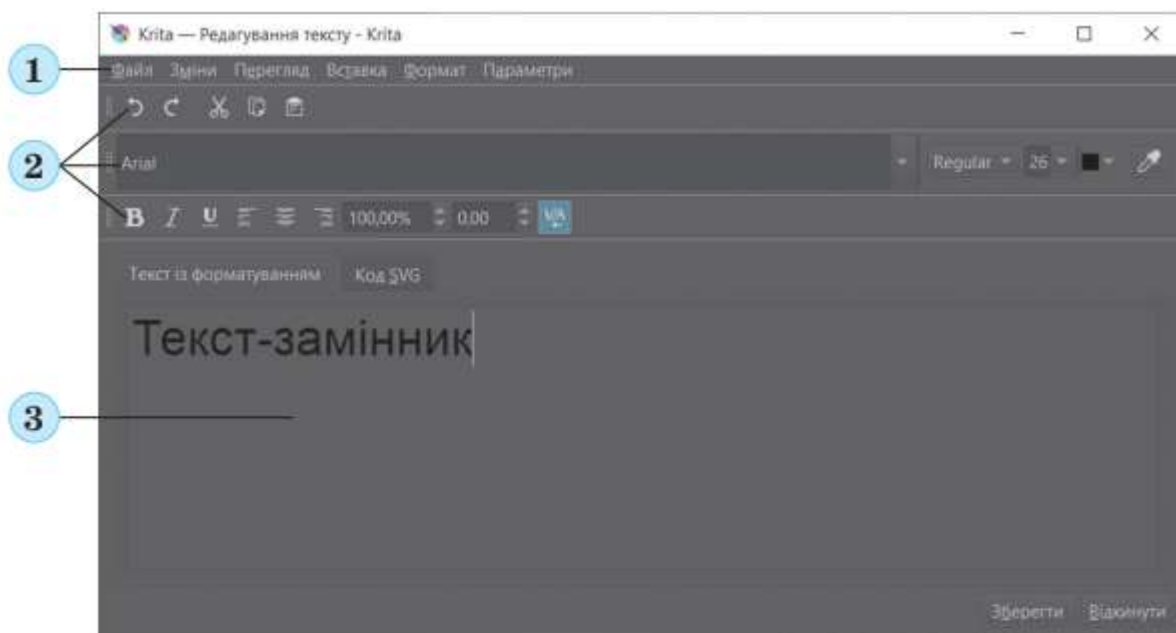 Krita — Редагування тексту - Krita
1
Файл Зміни Перегляд Вставка Формат Параметри
2
Arial Regular 26
B I U 100,00% 0.00 VA
Текст із форматуванням Код SVG
Текст-замінник
3
Зберегти Відкинути